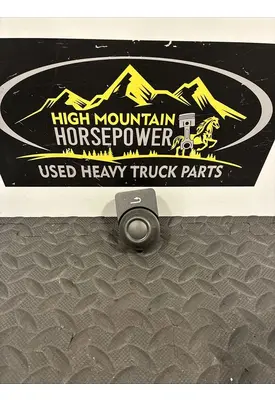 HIGH MOUNTAIN
HORSEPOWER
USED HEAVY TRUCK PARTS